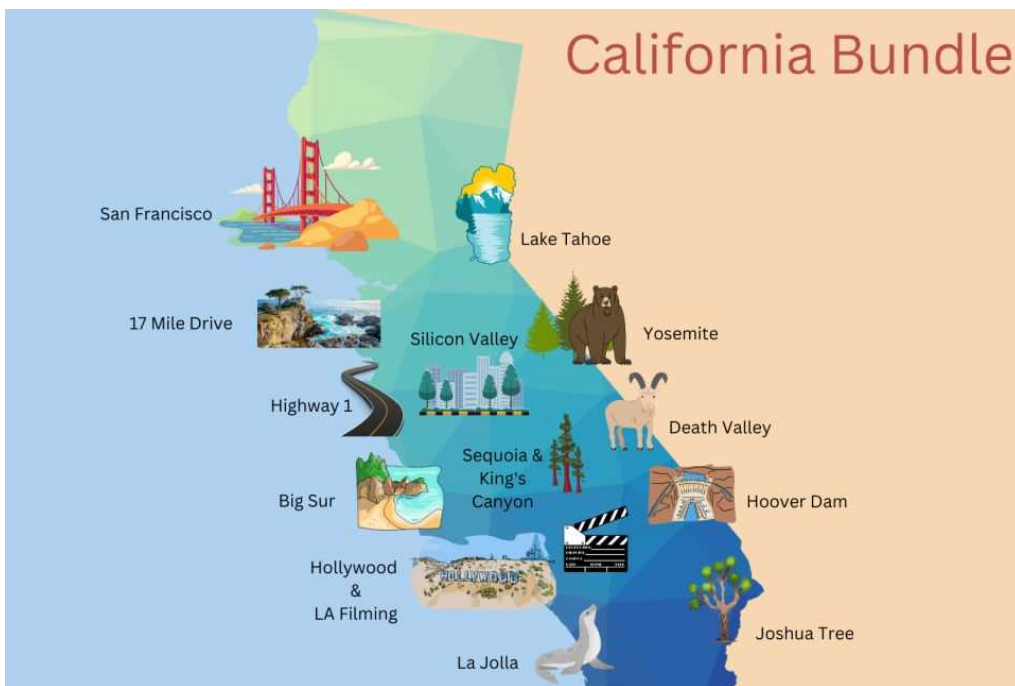 California Bundle
San Francisco
Lake Tahoe
17 Mile Drive
Silicon Valley
Yosemite
Highway 1
Death Valley
Sequoia &
King's
Canyon
Big Sur
Hoover Dam
HOLLYWOOD
Hollywood
&
LA Filming
Joshua Tree
La Jolla